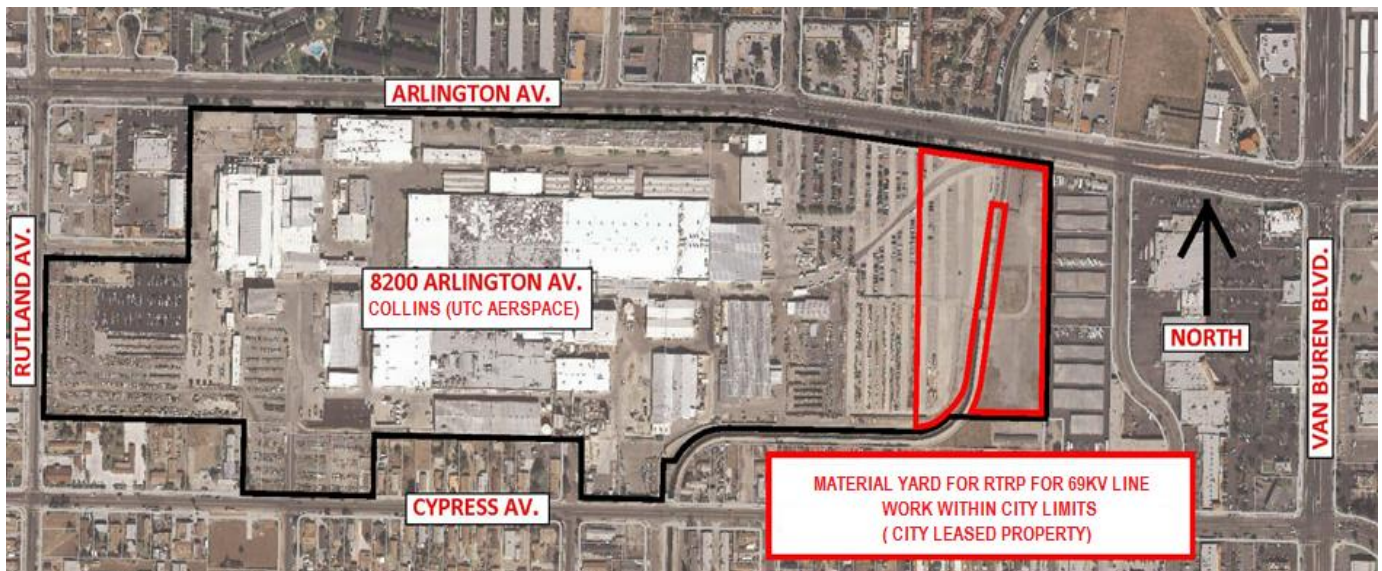 ARLINGTON AV.
RUTLAND AV.
8200 ARLINGTON AV.
COLLINS (UTC AEROSPACE)
NORTH
VAN BUREN BLVD.
CYPRESS AV.
MATERIAL YARD FOR RTRP FOR 69KV LINE
WORK WITHIN CITY LIMITS
( CITY LEASED PROPERTY)